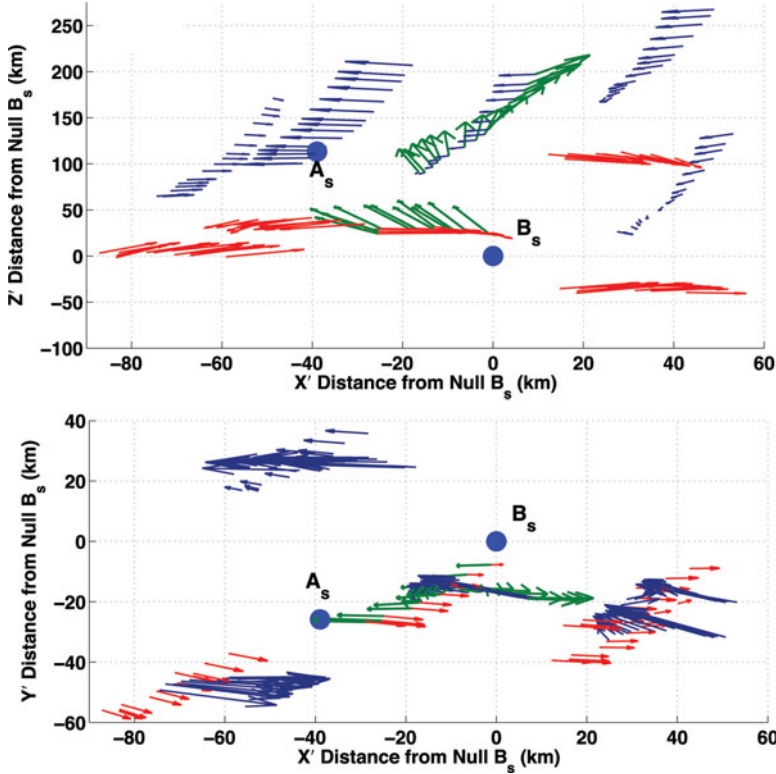 250
200
150
100
50
0
−50
−100
Z′ Distance from Null Bs (km)
As
Bs
−80 −60 −40 −20 0 20 40 60
X′ Distance from Null Bs (km)
40
20
0
−20
−40
−60
Y′ Distance from Null Bs (km)
Bs
As
−80 −60 −40 −20 0 20 40 60
X′ Distance from Null Bs (km)